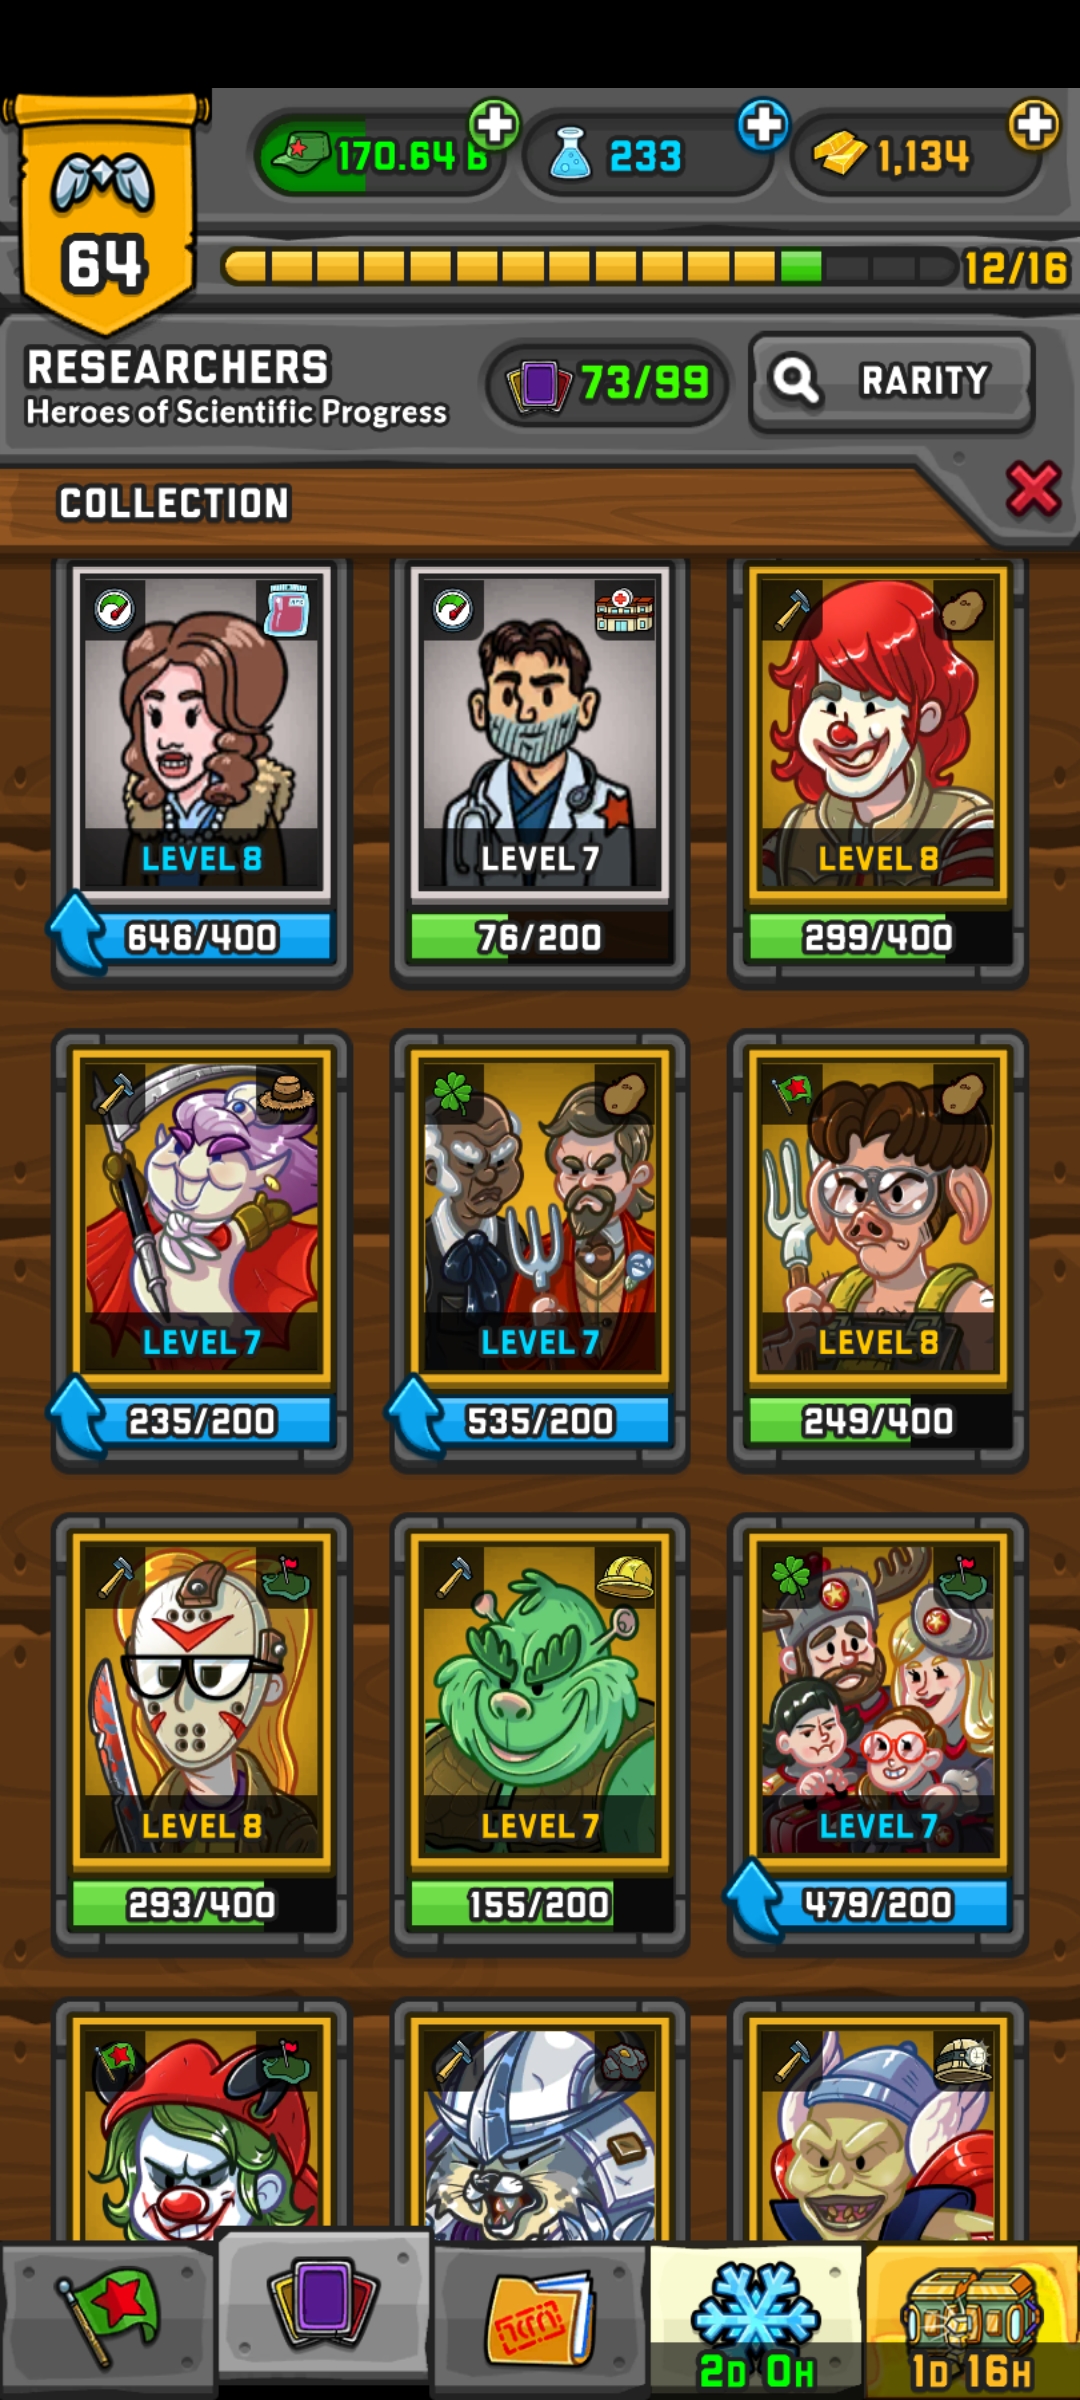 170.64 B
233
1,134
64
12/16
RESEARCHERS
Heroes of Scientific Progress
73/99
RARITY
COLLECTION
LEVEL 8
LEVEL 7
LEVEL 8
646/400
76/200
299/400
LEVEL 7
LEVEL 7
LEVEL 8
235/200
535/200
249/400
LEVEL 8
LEVEL 7
LEVEL 7
293/400
155/200
479/200
2D 0H
1D 16H